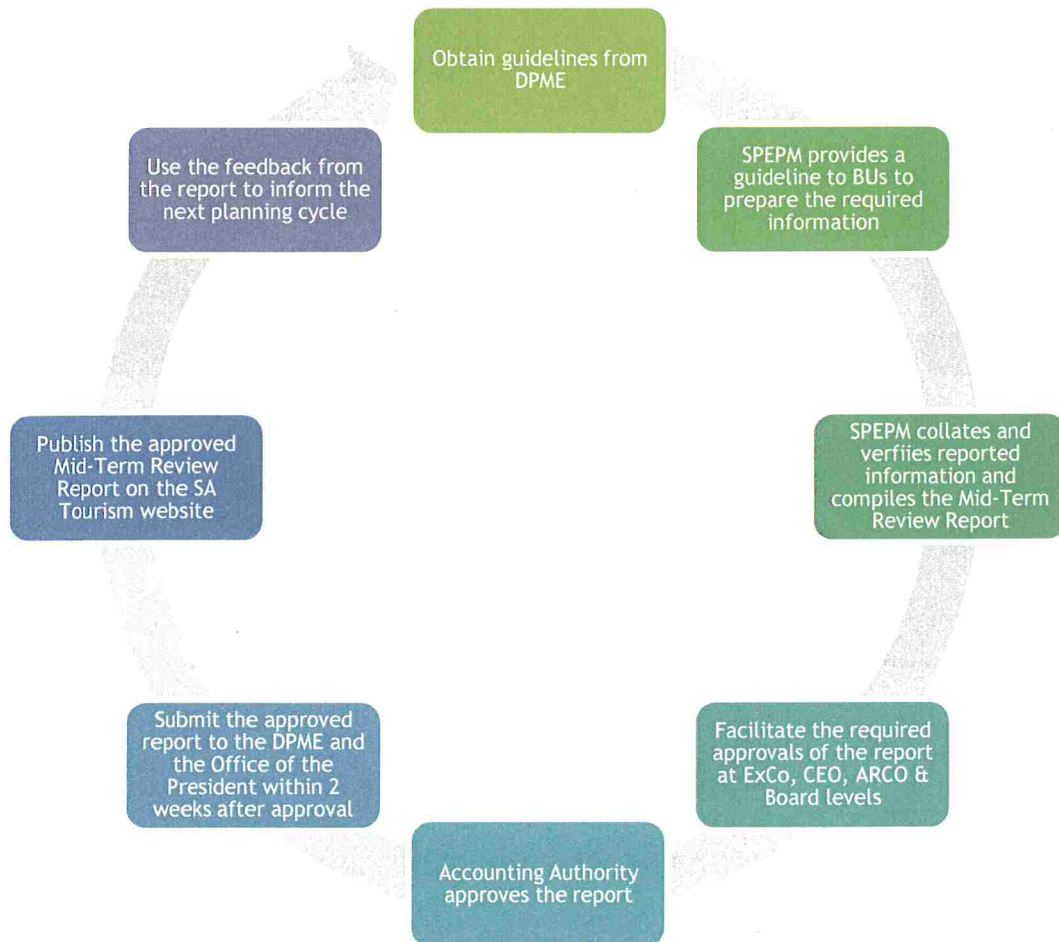 Obtain guidelines from
DPME
SPEPM provides a
guideline to BUs to
prepare the required
information
SPEPM collates and
verfiies reported
information and
compiles the Mid-Term
Review Report
Facilitate the required
approvals of the report
at ExCo, CEO, ARCO &
Board levels
Accounting Authority
approves the report
Submit the approved
report to the DPME and
the Office of the
President within 2
weeks after approval
Publish the approved
Mid-Term Review
Report on the SA
Tourism website
Use the feedback from
the report to inform the
next planning cycle